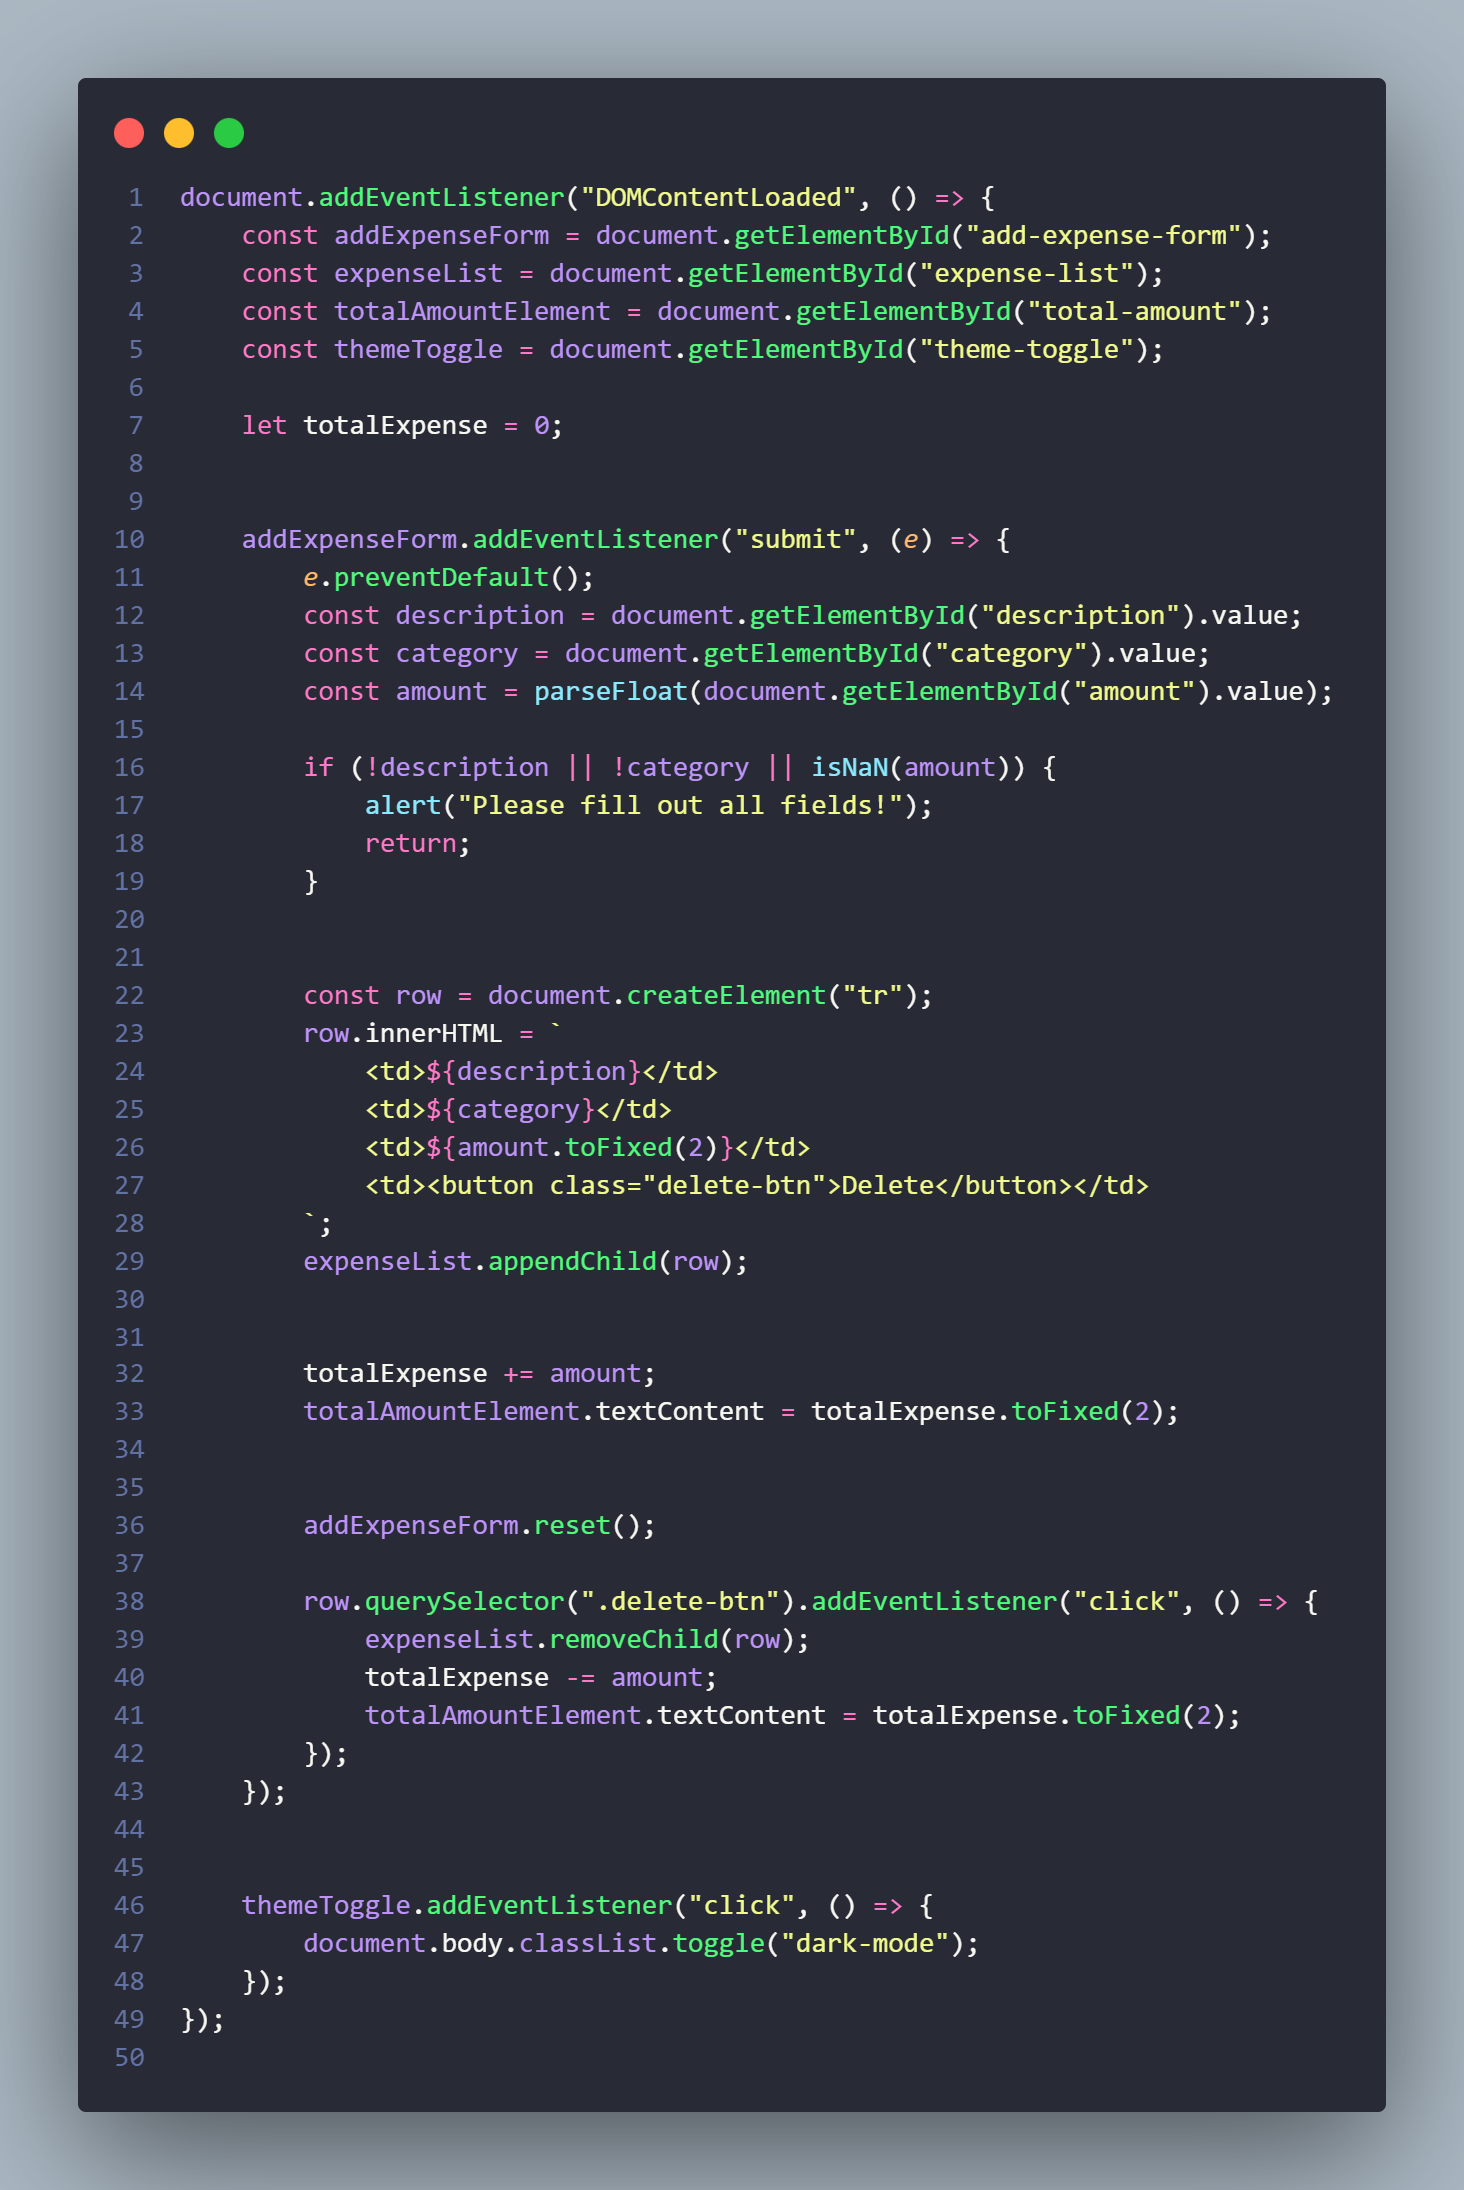 1 document.addEventListener("DOMContentLoaded", () => {
2     const addExpenseForm = document.getElementById("add-expense-form");
3     const expenseList = document.getElementById("expense-list");
4     const totalAmountElement = document.getElementById("total-amount");
5     const themeToggle = document.getElementById("theme-toggle");
6
7     let totalExpense = 0;
8
9
10     addExpenseForm.addEventListener("submit", (e) => {
11         e.preventDefault();
12         const description = document.getElementById("description").value;
13         const category = document.getElementById("category").value;
14         const amount = parseFloat(document.getElementById("amount").value);
15
16         if (!description || !category || isNaN(amount)) {
17             alert("Please fill out all fields!");
18             return;
19         }
20
21
22         const row = document.createElement("tr");
23         row.innerHTML = `
24             <td>${description}</td>
25             <td>${category}</td>
26             <td>${amount.toFixed(2)}</td>
27             <td><button class="delete-btn">Delete</button></td>
28         `;
29         expenseList.appendChild(row);
30
31
32         totalExpense += amount;
33         totalAmountElement.textContent = totalExpense.toFixed(2);
34
35
36         addExpenseForm.reset();
37
38         row.querySelector(".delete-btn").addEventListener("click", () => {
39             expenseList.removeChild(row);
40             totalExpense -= amount;
41             totalAmountElement.textContent = totalExpense.toFixed(2);
42         });
43     });
44
45
46     themeToggle.addEventListener("click", () => {
47         document.body.classList.toggle("dark-mode");
48     });
49 });
50